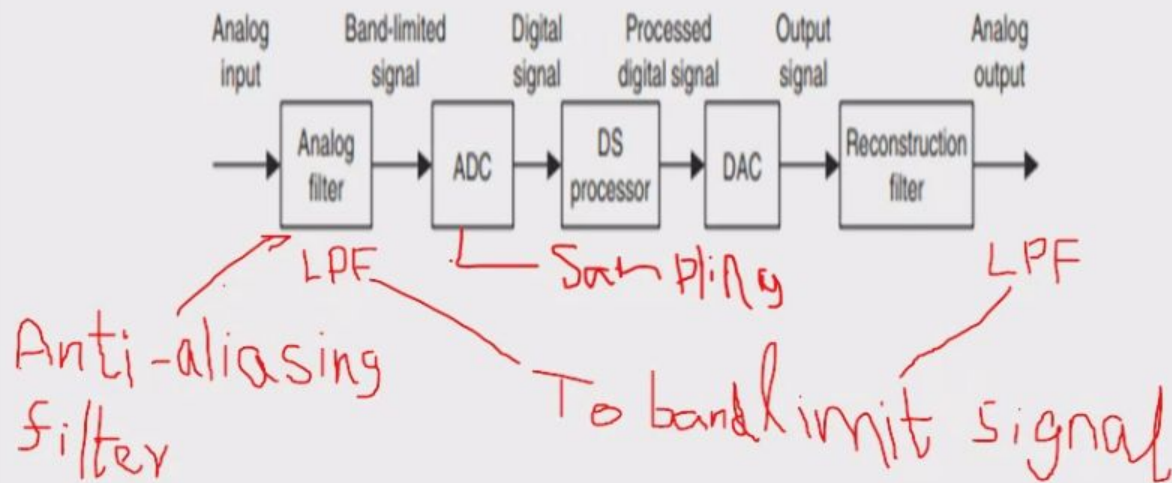 Analog input
Band-limited signal
Digital signal
Processed digital signal
Output signal
Analog output
Analog filter
ADC
DS processor
DAC
Reconstruction filter
LPF
Sampling
LPF
Anti-aliasing filter
To bandlimit signal